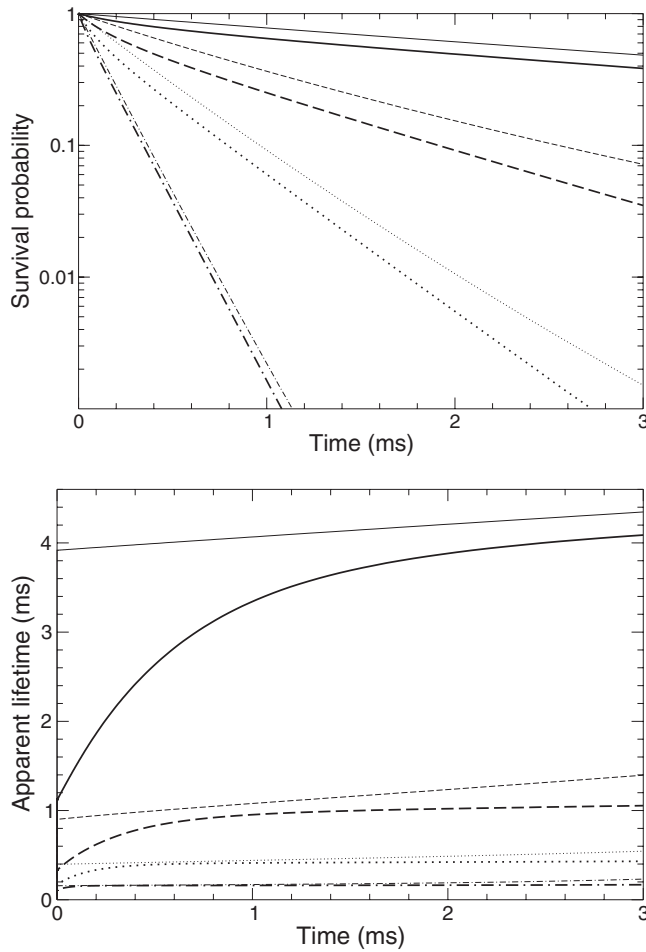 1
0.1
0.01
Survival probability
0 1 2 3
Time (ms)
4
3
2
1
0
Apparent lifetime (ms)
0 1 2 3
Time (ms)